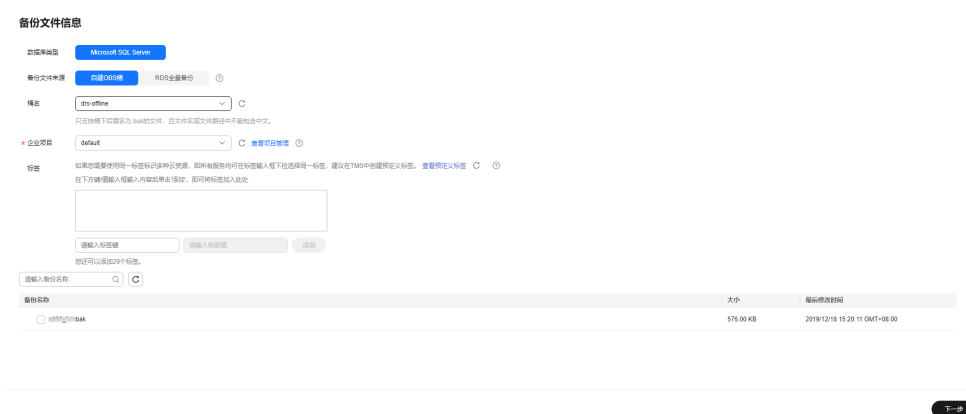 备份文件信息
数据库类型 Microsoft SQL Server
备份文件来源 自建OBS桶 RDS全量备份
桶名 drs-offline
只支持桶下后缀名为.bak的文件，且文件名或文件路径中不能包含中文。
* 企业项目 default 查看项目管理
标签 如果您需要使用同一标签标识多种云资源，即所有服务均可在标签输入框下拉选择同一标签，建议在TMS中创建预定义标签。 查看预定义标签
在下方键/值输入框输入内容后单击'添加'，即可将标签加入此处
请输入标签键 请输入标签值 添加
您还可以添加20个标签。
请输入备份名称
备份名称 大小 最后修改时间
bak 576.00 KB 2019/12/18 15:20:11 GMT+08:00
下一步